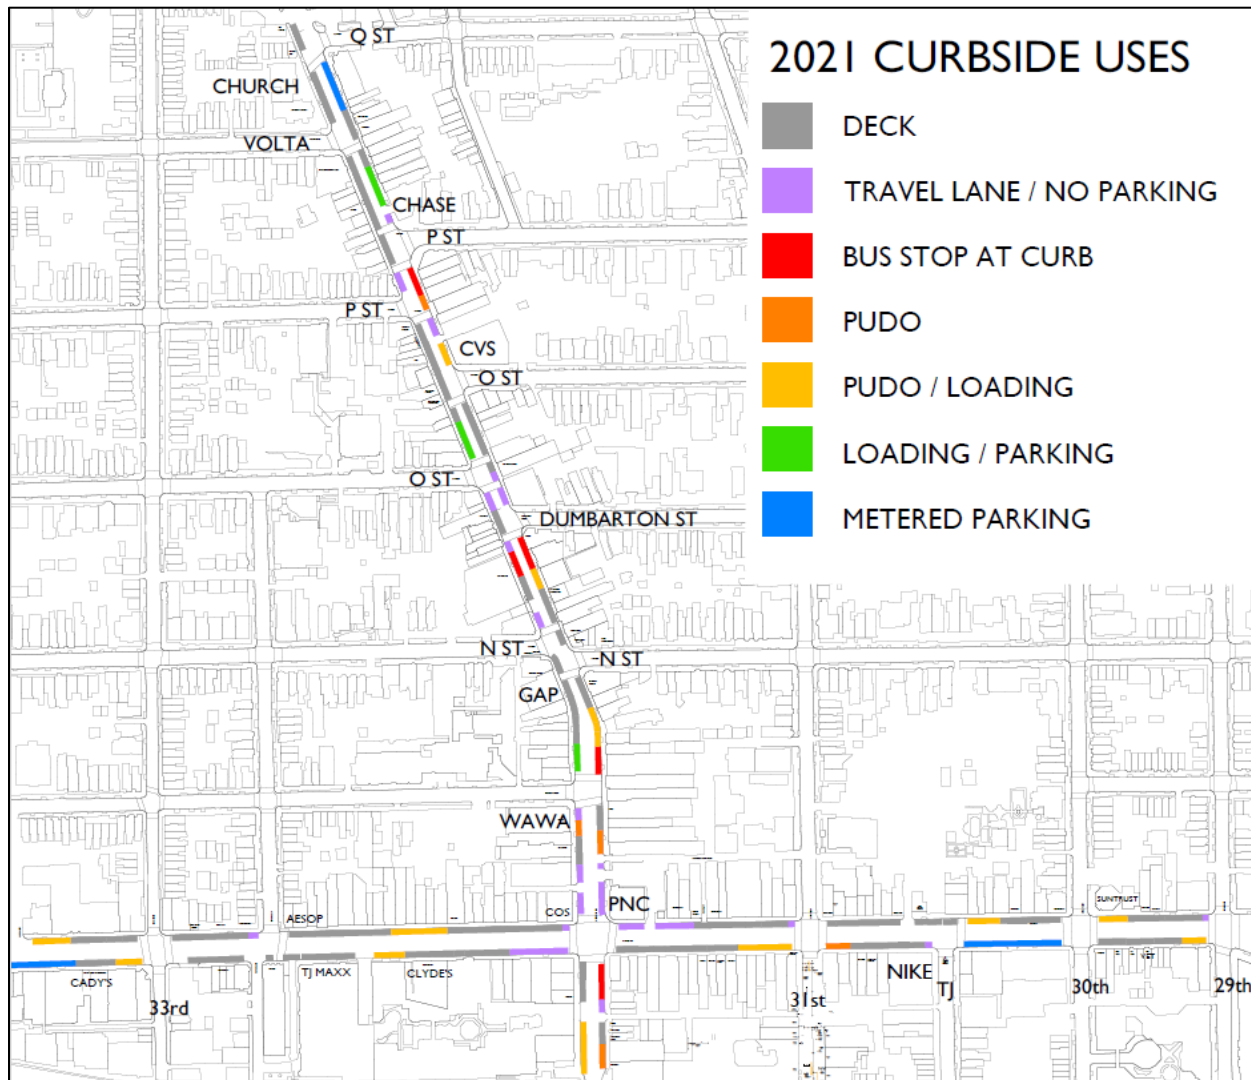 2021 CURBSIDE USES
DECK
TRAVEL LANE / NO PARKING
BUS STOP AT CURB
PUDO
PUDO / LOADING
LOADING / PARKING
METERED PARKING
Q ST
CHURCH
VOLTA
CHASE
P ST
P ST
CVS
O ST
O ST
DUMBARTON ST
N ST
N ST
GAP
WAWA
PNC
COS
AESOP
SUNTRUST
CADY'S
TJ MAXX
CLYDE'S
NIKE
TJ
33rd
31st
30th
29th